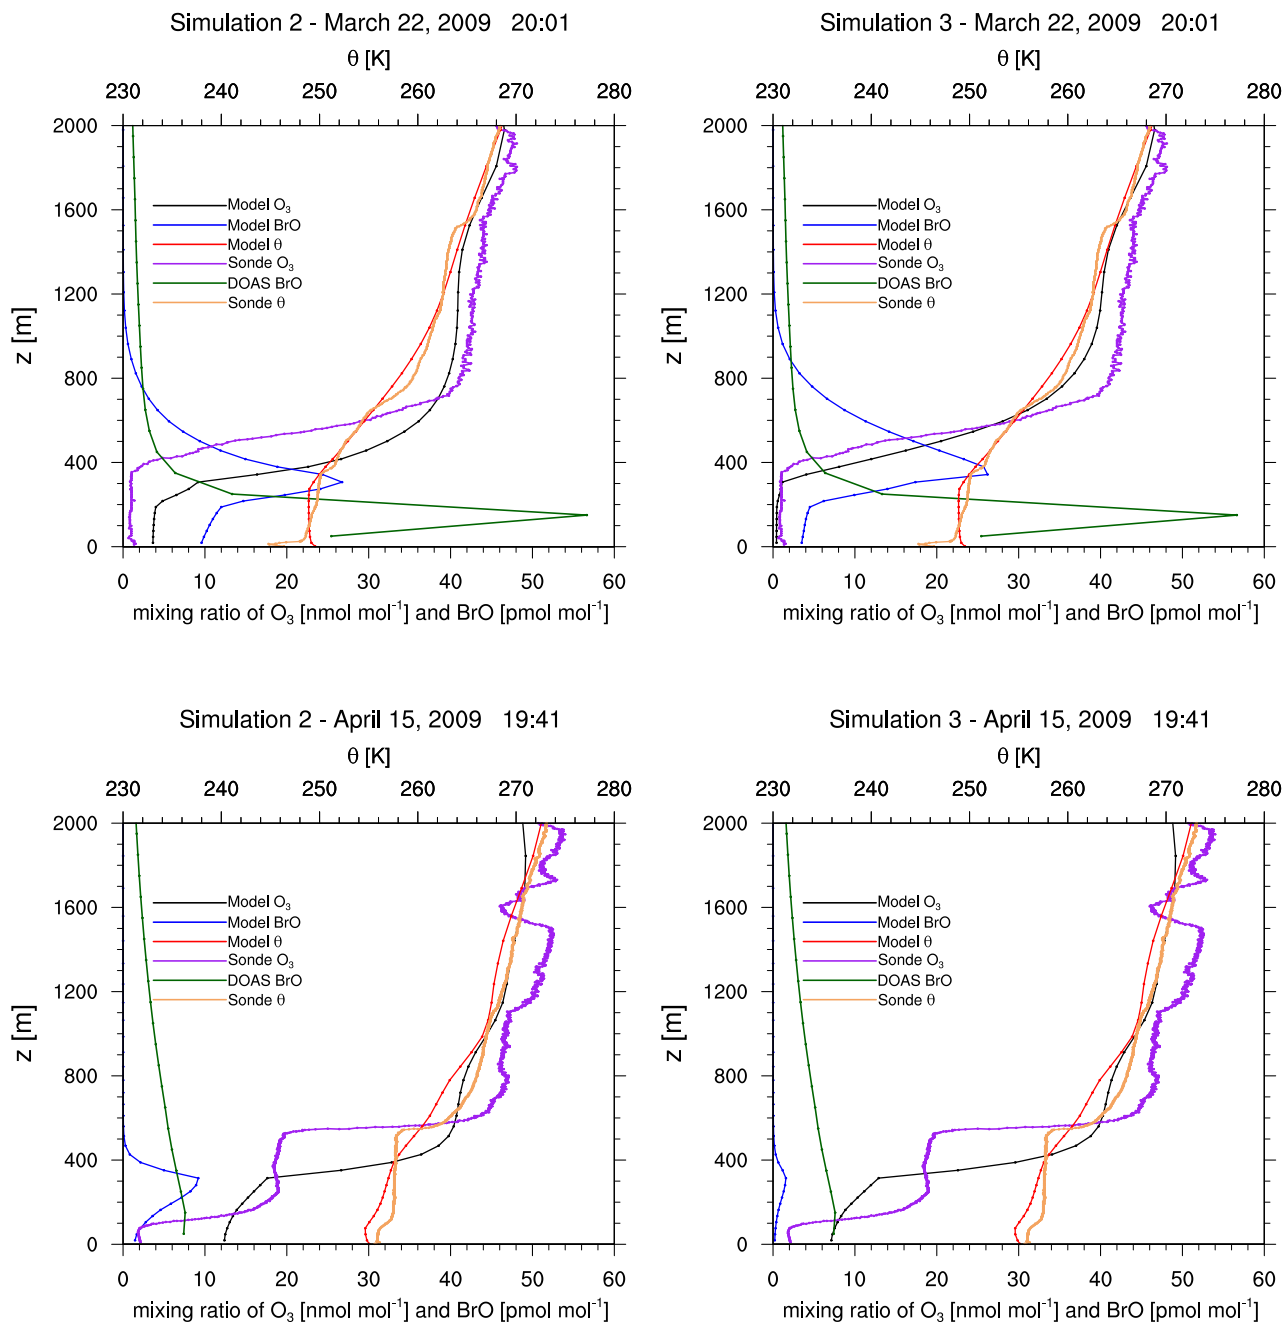 Simulation 2 - March 22, 2009 20:01
θ [K]
230 240 250 260 270 280
2000
1600
1200
800
400
0
z [m]
Model O₃
Model BrO
Model θ
Sonde O₃
DOAS BrO
Sonde θ
0 10 20 30 40 50 60
mixing ratio of O₃ [nmol mol⁻¹] and BrO [pmol mol⁻¹]
Simulation 3 - March 22, 2009 20:01
θ [K]
230 240 250 260 270 280
2000
1600
1200
800
400
0
z [m]
Model O₃
Model BrO
Model θ
Sonde O₃
DOAS BrO
Sonde θ
0 10 20 30 40 50 60
mixing ratio of O₃ [nmol mol⁻¹] and BrO [pmol mol⁻¹]
Simulation 2 - April 15, 2009 19:41
θ [K]
230 240 250 260 270 280
2000
1600
1200
800
400
0
z [m]
Model O₃
Model BrO
Model θ
Sonde O₃
DOAS BrO
Sonde θ
0 10 20 30 40 50 60
mixing ratio of O₃ [nmol mol⁻¹] and BrO [pmol mol⁻¹]
Simulation 3 - April 15, 2009 19:41
θ [K]
230 240 250 260 270 280
2000
1600
1200
800
400
0
z [m]
Model O₃
Model BrO
Model θ
Sonde O₃
DOAS BrO
Sonde θ
0 10 20 30 40 50 60
mixing ratio of O₃ [nmol mol⁻¹] and BrO [pmol mol⁻¹]